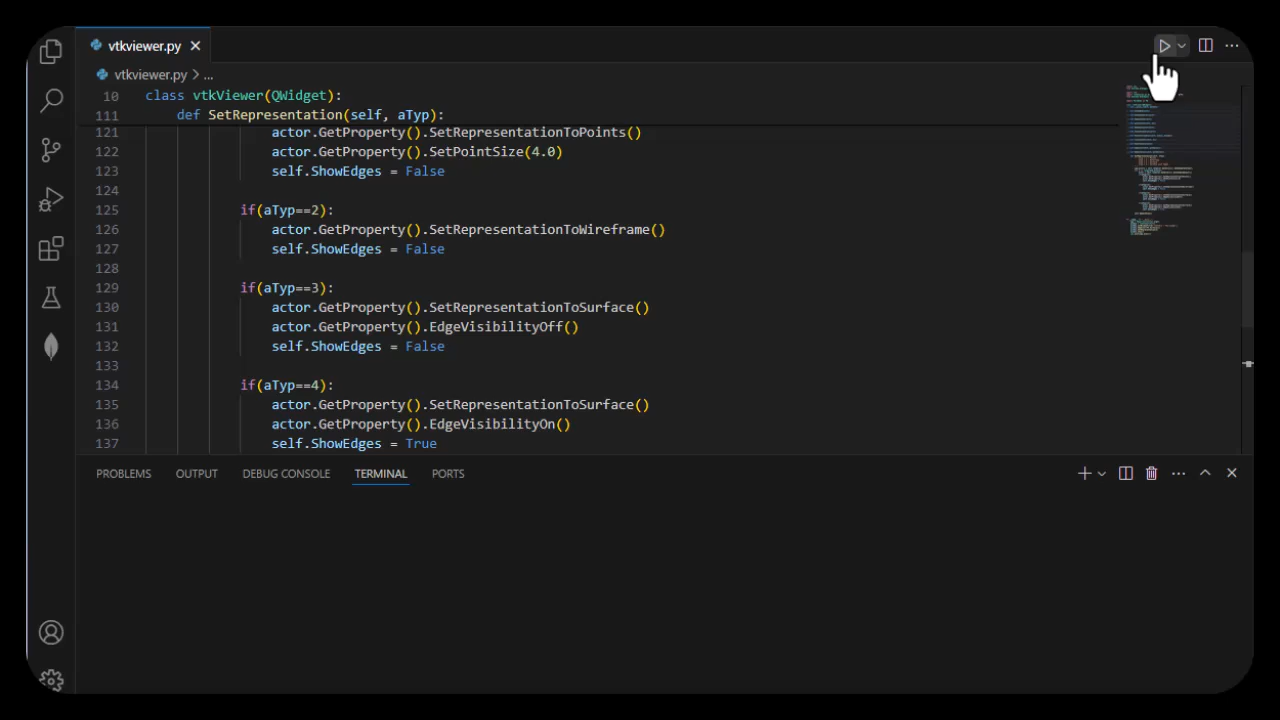 vtkviewer.py
vtkviewer.py > ...
10 class vtkViewer(QWidget):
111 def SetRepresentation(self, aTyp):
121 actor.GetProperty().SetRepresentationToPoints()
122 actor.GetProperty().SetPointSize(4.0)
123 self.ShowEdges = False
124
125 if(aTyp==2):
126 actor.GetProperty().SetRepresentationToWireframe()
127 self.ShowEdges = False
128
129 if(aTyp==3):
130 actor.GetProperty().SetRepresentationToSurface()
131 actor.GetProperty().EdgeVisibilityOff()
132 self.ShowEdges = False
133
134 if(aTyp==4):
135 actor.GetProperty().SetRepresentationToSurface()
136 actor.GetProperty().EdgeVisibilityOn()
137 self.ShowEdges = True
PROBLEMS OUTPUT DEBUG CONSOLE TERMINAL PORTS